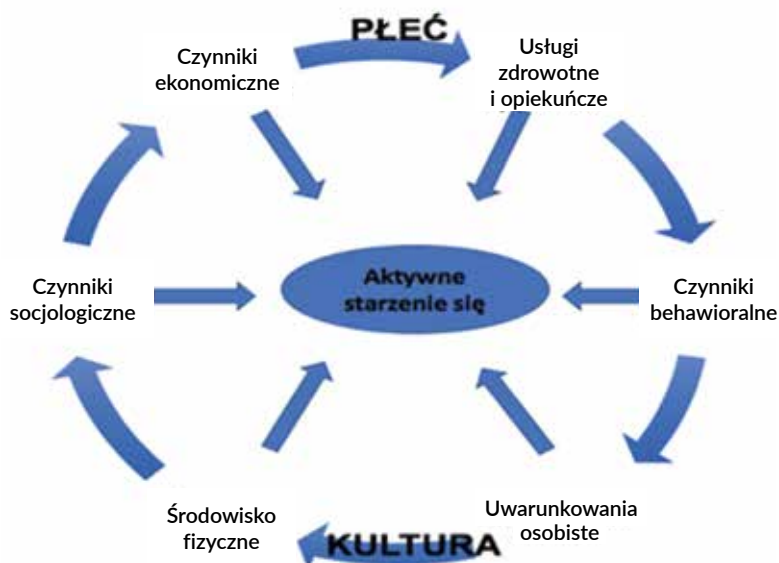 PŁEĆ
Czynniki
ekonomiczne
Usługi
zdrowotne
i opiekuńcze
Czynniki
socjologiczne
Aktywne
starzenie się
Czynniki
behawioralne
Środowisko
fizyczne
KULTURA
Uwarunkowania
osobiste